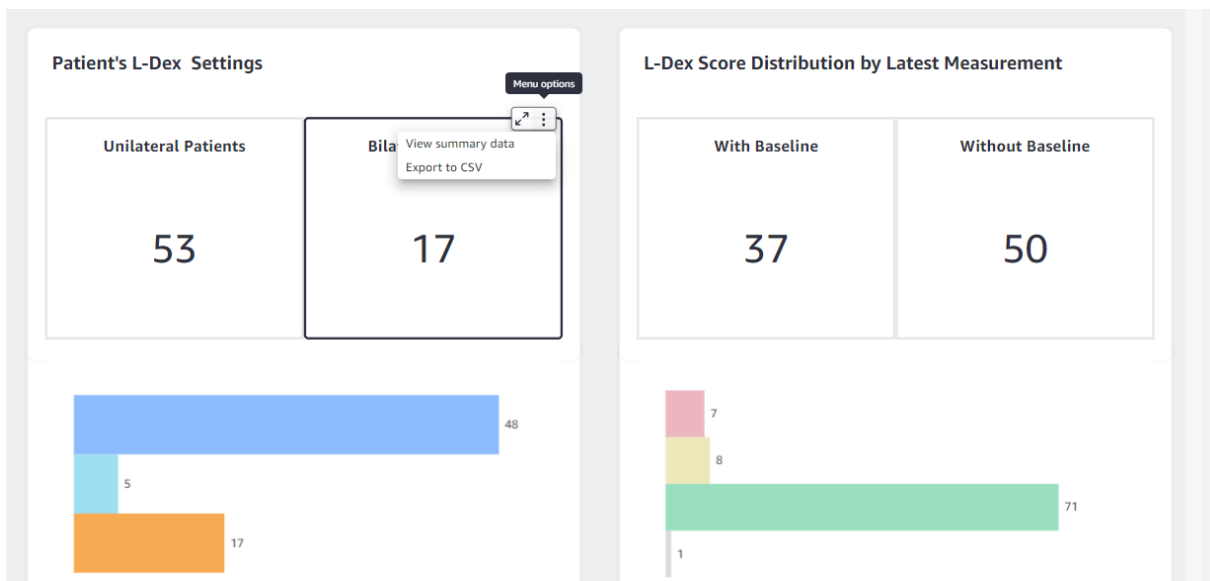 Patient's L-Dex Settings
Menu options
Unilateral Patients
Bila
View summary data
Export to CSV
53
17
48
5
17
L-Dex Score Distribution by Latest Measurement
With Baseline
Without Baseline
37
50
7
8
71
1